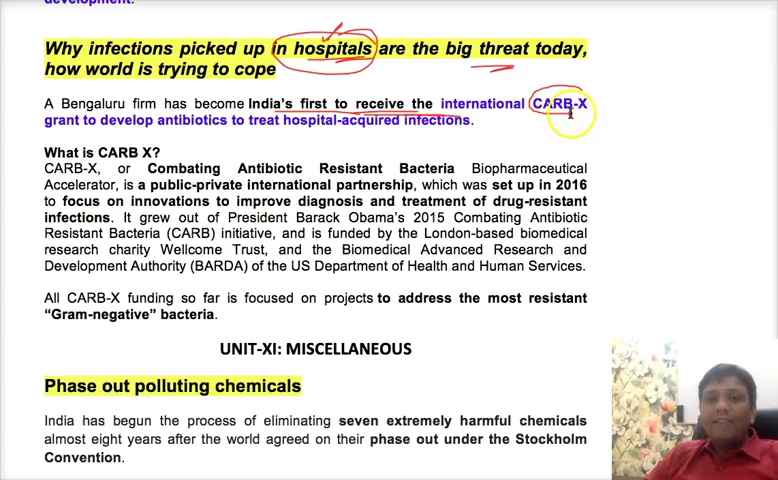 development.
Why infections picked up in hospitals are the big threat today,
how world is trying to cope
A Bengaluru firm has become India's first to receive the international CARB-X
grant to develop antibiotics to treat hospital-acquired infections.
What is CARB X?
CARB-X, or Combating Antibiotic Resistant Bacteria Biopharmaceutical
Accelerator, is a public-private international partnership, which was set up in 2016
to focus on innovations to improve diagnosis and treatment of drug-resistant
infections. It grew out of President Barack Obama's 2015 Combating Antibiotic
Resistant Bacteria (CARB) initiative, and is funded by the London-based biomedical
research charity Wellcome Trust, and the Biomedical Advanced Research and
Development Authority (BARDA) of the US Department of Health and Human Services.
All CARB-X funding so far is focused on projects to address the most resistant
“Gram-negative” bacteria.
UNIT-XI: MISCELLANEOUS
Phase out polluting chemicals
India has begun the process of eliminating seven extremely harmful chemicals
almost eight years after the world agreed on their phase out under the Stockholm
Convention.